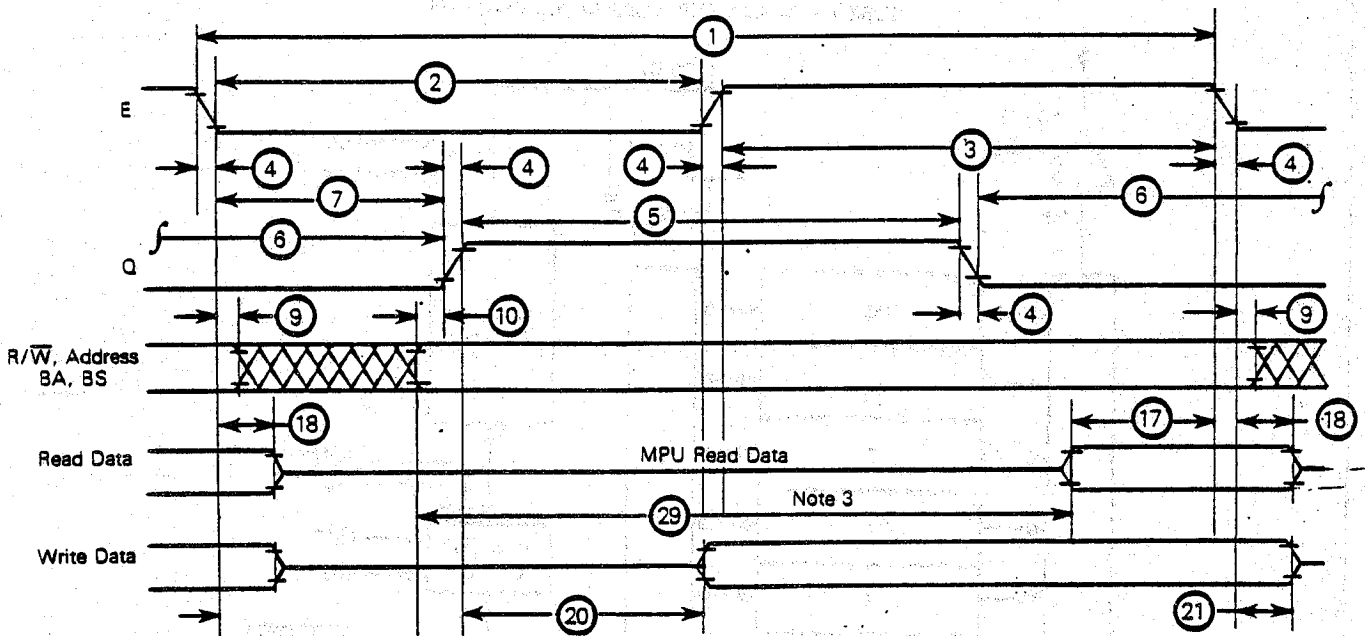 1
2
E
3
4
4
4
4
7
5
6
6
Q
9
10
4
9
R/W̅, Address
BA, BS
18
17
18
Read Data
MPU Read Data
Note 3
29
Write Data
20
21